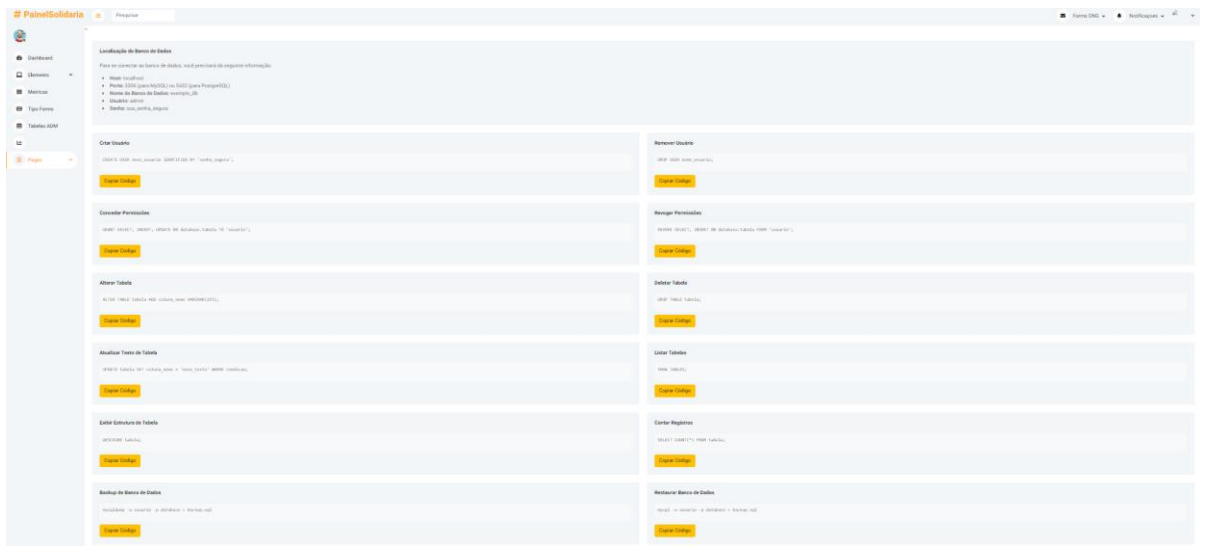 # PainelSolidaria
Pesquisar
Forms ONG
Notificações
Dashboard
Elements
Metricas
Tipo Forms
Tabelas ADM
Pages
Localização do Banco de Dados
Para se conectar ao banco de dados, você precisará da seguinte informação:
Host: localhost
Porta: 3306 (para MySQL) ou 5432 (para PostgreSQL)
Nome do Banco de Dados: exemplo_db
Usuário: admin
Senha: sua_senha_segura
Criar Usuário
CREATE USER novo_usuario IDENTIFIED BY 'senha_segura';
Copiar Código
Remover Usuário
DROP USER nome_usuario;
Copiar Código
Conceder Permissões
GRANT SELECT, INSERT, UPDATE ON database.tabela TO 'usuario';
Copiar Código
Revogar Permissões
REVOKE SELECT, INSERT ON database.tabela FROM 'usuario';
Copiar Código
Alterar Tabela
ALTER TABLE tabela ADD coluna_nome VARCHAR(255);
Copiar Código
Deletar Tabela
DROP TABLE tabela;
Copiar Código
Atualizar Texto de Tabela
UPDATE tabela SET coluna_nome = 'novo_texto' WHERE condicao;
Copiar Código
Listar Tabelas
SHOW TABLES;
Copiar Código
Exibir Estrutura de Tabela
DESCRIBE tabela;
Copiar Código
Contar Registros
SELECT COUNT(*) FROM tabela;
Copiar Código
Backup do Banco de Dados
mysqldump -u usuario -p database > backup.sql
Copiar Código
Restaurar Banco de Dados
mysql -u usuario -p database < backup.sql
Copiar Código